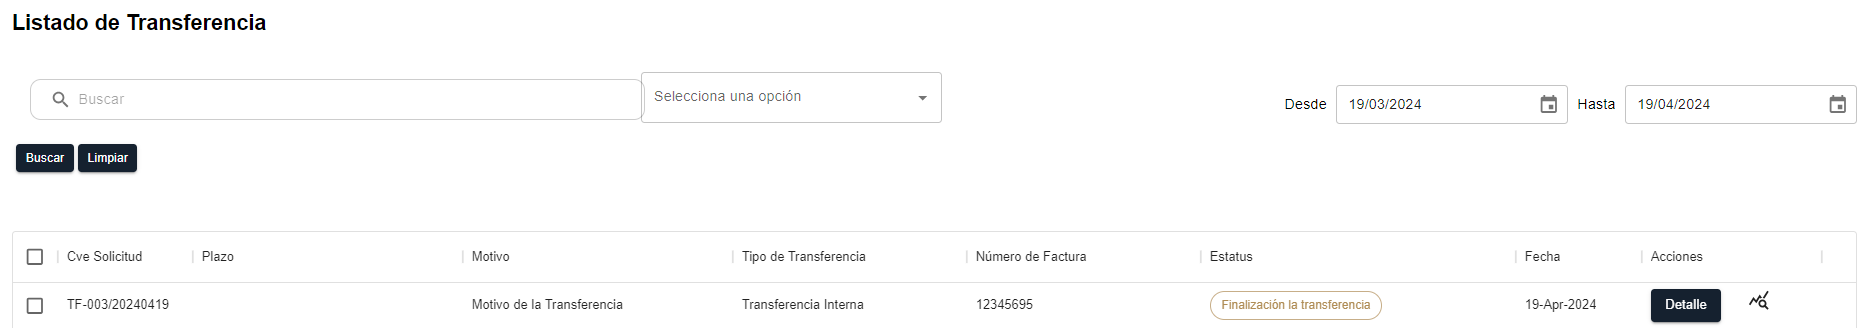 Listado de Transferencia
Buscar
Selecciona una opción
Desde 19/03/2024 Hasta 19/04/2024
Buscar Limpiar
Cve Solicitud Plazo Motivo Tipo de Transferencia Número de Factura Estatus Fecha Acciones
TF-003/20240419 Motivo de la Transferencia Transferencia Interna 12345695 Finalización la transferencia 19-Apr-2024 Detalle